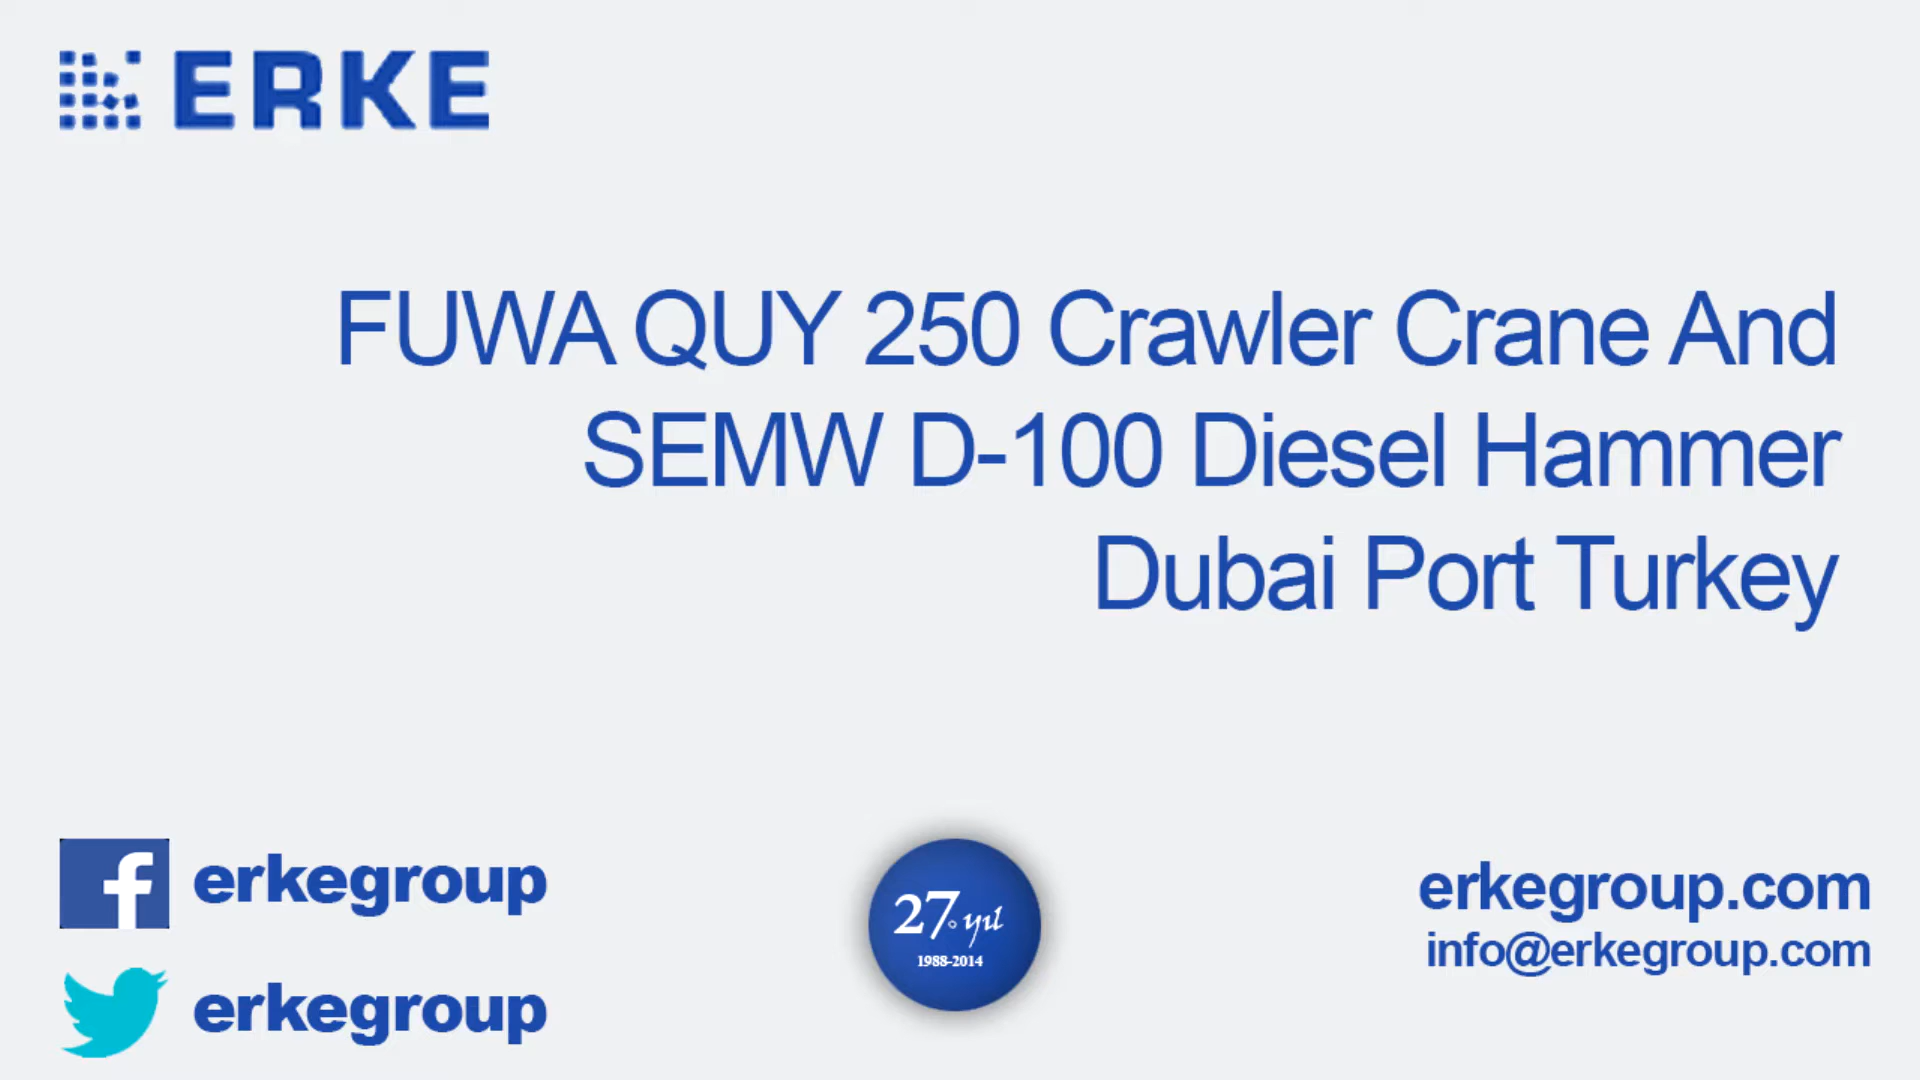 ERKE
FUWA QUY 250 Crawler Crane And
SEMW D-100 Diesel Hammer
Dubai Port Turkey
erkegroup
erkegroup
27. yıl
1988-2014
erkegroup.com
info@erkegroup.com